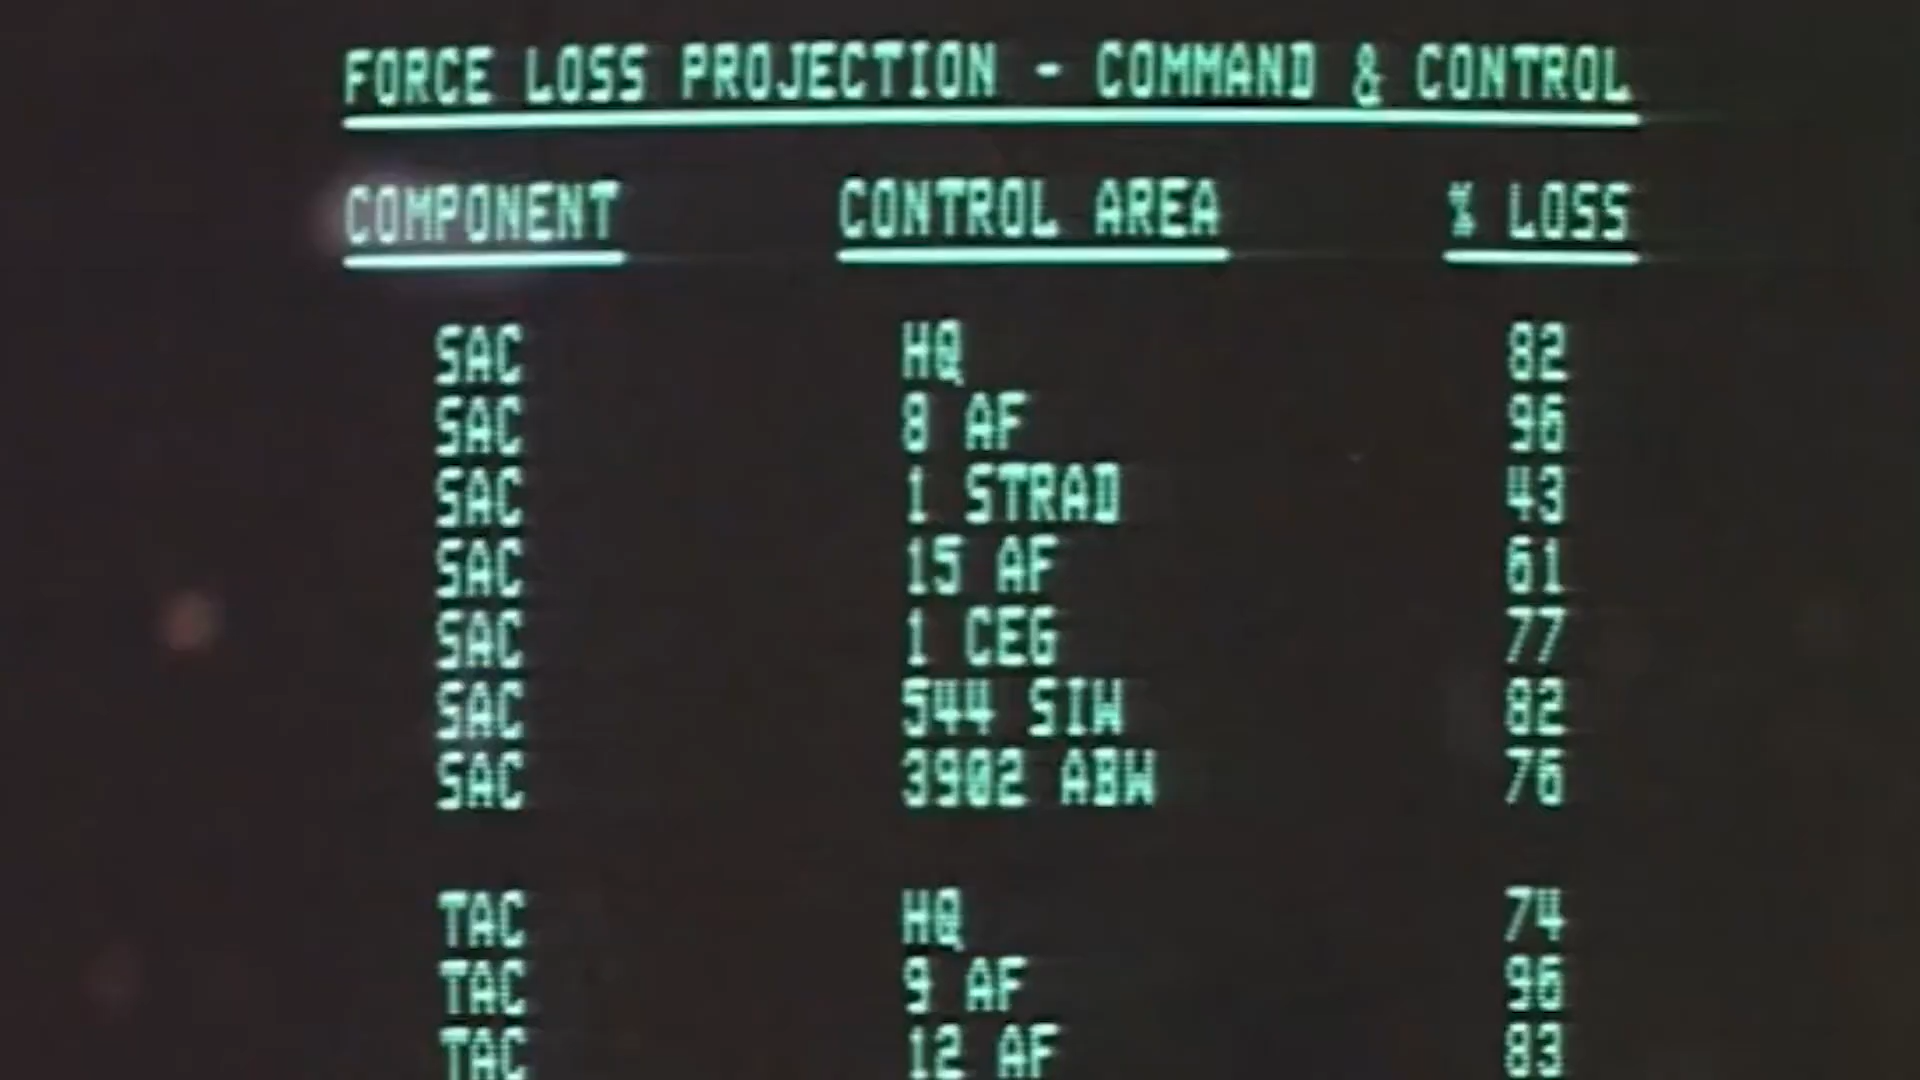 FORCE LOSS PROJECTION - COMMAND & CONTROL
COMPONENT CONTROL AREA % LOSS
SAC HQ 82
SAC 8 AF 96
SAC 1 STRAD 43
SAC 15 AF 61
SAC 1 CEG 77
SAC 544 SIW 82
SAC 3902 ABW 76
TAC HQ 74
TAC 9 AF 96
TAC 12 AF 83